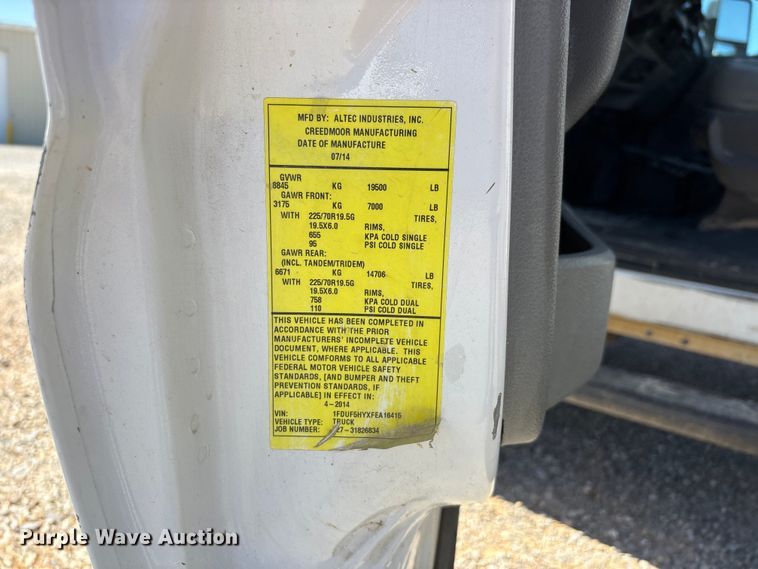 MFD BY: ALTEC INDUSTRIES, INC.
CREEDMOOR MANUFACTURING
DATE OF MANUFACTURE
07/14
GVWR
8845 KG 19500 LB
GAWR FRONT:
3175 KG 7000 LB
WITH 225/70R19.5G TIRES,
19.5X6.0 RIMS,
655 KPA COLD SINGLE
95 PSI COLD SINGLE
GAWR REAR:
(INCL. TANDEM/TRIDEM)
6671 KG 14706 LB
WITH 225/70R19.5G TIRES,
19.5X6.0 RIMS,
758 KPA COLD DUAL
110 PSI COLD DUAL
THIS VEHICLE HAS BEEN COMPLETED IN
ACCORDANCE WITH THE PRIOR
MANUFACTURERS' INCOMPLETE VEHICLE
DOCUMENT, WHERE APPLICABLE. THIS
VEHICLE CONFORMS TO ALL APPLICABLE
FEDERAL MOTOR VEHICLE SAFETY
STANDARDS, [AND BUMPER AND THEFT
PREVENTION STANDARDS, IF
APPLICABLE] IN EFFECT IN:
4-2014
VIN: 1FDUF5HYXFEA16415
VEHICLE TYPE: TRUCK
JOB NUMBER: 27-31826834
Purple Wave Auction